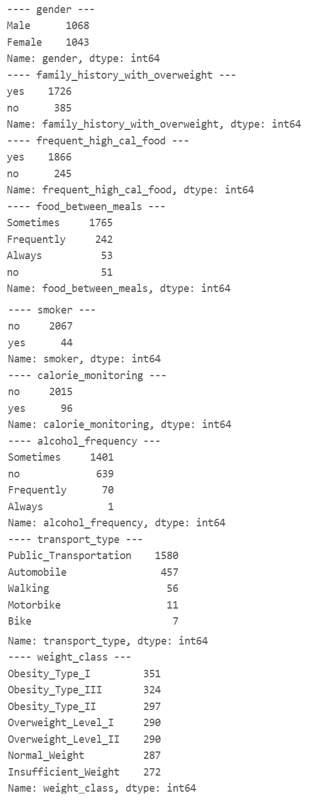 ---- gender ---
Male      1068
Female    1043
Name: gender, dtype: int64
---- family_history_with_overweight ---
yes    1726
no      385
Name: family_history_with_overweight, dtype: int64
---- frequent_high_cal_food ---
yes    1866
no      245
Name: frequent_high_cal_food, dtype: int64
---- food_between_meals ---
Sometimes     1765
Frequently     242
Always          53
no              51
Name: food_between_meals, dtype: int64
---- smoker ---
no     2067
yes      44
Name: smoker, dtype: int64
---- calorie_monitoring ---
no     2015
yes      96
Name: calorie_monitoring, dtype: int64
---- alcohol_frequency ---
Sometimes     1401
no             639
Frequently      70
Always           1
Name: alcohol_frequency, dtype: int64
---- transport_type ---
Public_Transportation    1580
Automobile                457
Walking                    56
Motorbike                  11
Bike                        7
Name: transport_type, dtype: int64
---- weight_class ---
Obesity_Type_I         351
Obesity_Type_III       324
Obesity_Type_II        297
Overweight_Level_I     290
Overweight_Level_II    290
Normal_Weight          287
Insufficient_Weight    272
Name: weight_class, dtype: int64